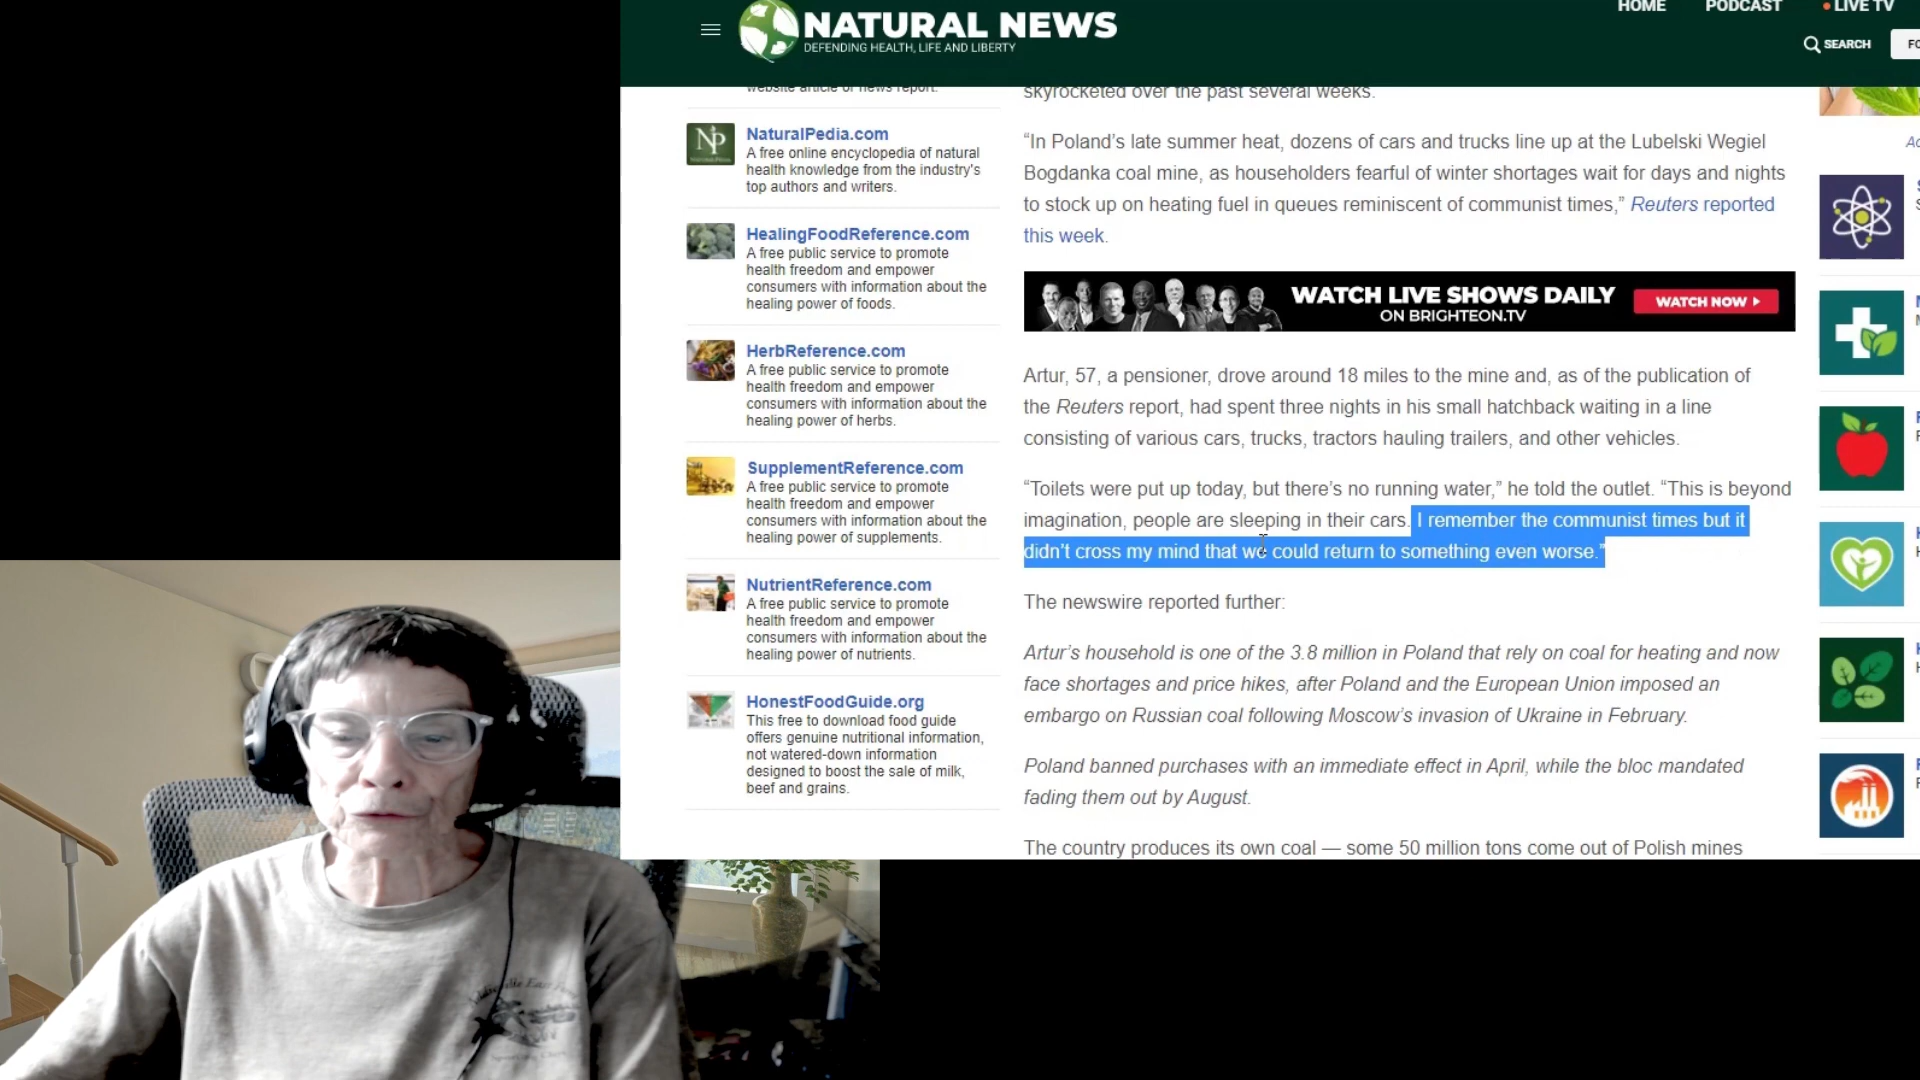 NATURAL NEWS
DEFENDING HEALTH, LIFE AND LIBERTY
HOME
PODCAST
LIVE TV
SEARCH
website article or news report.
NaturalPedia.com
A free online encyclopedia of natural
health knowledge from the industry's
top authors and writers.
HealingFoodReference.com
A free public service to promote
health freedom and empower
consumers with information about the
healing power of foods.
HerbReference.com
A free public service to promote
health freedom and empower
consumers with information about the
healing power of herbs.
SupplementReference.com
A free public service to promote
health freedom and empower
consumers with information about the
healing power of supplements.
NutrientReference.com
A free public service to promote
health freedom and empower
consumers with information about the
healing power of nutrients.
HonestFoodGuide.org
This free to download food guide
offers genuine nutritional information,
not watered-down information
designed to boost the sale of milk,
beef and grains.
skyrocketed over the past several weeks.
“In Poland’s late summer heat, dozens of cars and trucks line up at the Lubelski Wegiel
Bogdanka coal mine, as householders fearful of winter shortages wait for days and nights
to stock up on heating fuel in queues reminiscent of communist times,” Reuters reported
this week.
WATCH LIVE SHOWS DAILY
ON BRIGHTEON.TV
WATCH NOW
Artur, 57, a pensioner, drove around 18 miles to the mine and, as of the publication of
the Reuters report, had spent three nights in his small hatchback waiting in a line
consisting of various cars, trucks, tractors hauling trailers, and other vehicles.
“Toilets were put up today, but there’s no running water,” he told the outlet. “This is beyond
imagination, people are sleeping in their cars. I remember the communist times but it
didn’t cross my mind that we could return to something even worse.”
The newswire reported further:
Artur’s household is one of the 3.8 million in Poland that rely on coal for heating and now
face shortages and price hikes, after Poland and the European Union imposed an
embargo on Russian coal following Moscow’s invasion of Ukraine in February.
Poland banned purchases with an immediate effect in April, while the bloc mandated
fading them out by August.
The country produces its own coal — some 50 million tons come out of Polish mines